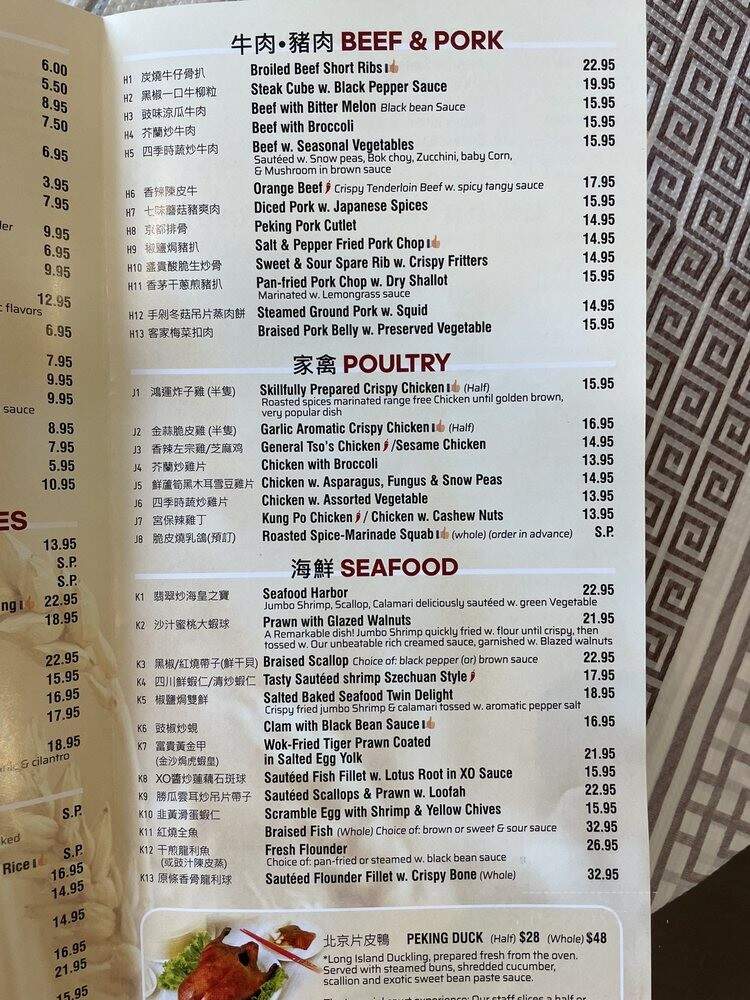 6.00
5.50
8.95
7.50
6.95
3.95
7.95
9.95
6.95
9.95
12.95
flavors
6.95
7.95
9.95
9.95
sauce
8.95
7.95
5.95
10.95
ES
13.95
S.P.
S.P.
22.95
18.95
22.95
15.95
16.95
17.95
18.95
& cilantro
S.P.
S.P.
Rice
16.95
14.95
14.95
16.95
21.95
15.95
牛肉•豬肉 BEEF & PORK
H1 炭燒牛仔骨扒 Broiled Beef Short Ribs 22.95
H2 黑椒一口牛柳粒 Steak Cube w. Black Pepper Sauce 19.95
H3 豉味涼瓜牛肉 Beef with Bitter Melon Black bean Sauce 15.95
H4 芥蘭炒牛肉 Beef with Broccoli 15.95
H5 四季時蔬炒牛肉 Beef w. Seasonal Vegetables 15.95
Sautéed w. Snow peas, Bok choy, Zucchini, baby Corn,
& Mushroom in brown sauce
H6 香辣陳皮牛 Orange Beef Crispy Tenderloin Beef w. spicy tangy sauce 17.95
H7 七味蘑菇豬爽肉 Diced Pork w. Japanese Spices 15.95
H8 京都排骨 Peking Pork Cutlet 14.95
H9 椒鹽焗豬扒 Salt & Pepper Fried Pork Chop 14.95
H10 酸脆生炒骨 Sweet & Sour Spare Rib w. Crispy Fritters 14.95
H11 香茅干蔥煎豬扒 Pan-fried Pork Chop w. Dry Shallot 15.95
Marinated w. Lemongrass sauce
H12 手剁冬菇吊片蒸肉餅 Steamed Ground Pork w. Squid 14.95
H13 客家梅菜扣肉 Braised Pork Belly w. Preserved Vegetable 15.95
家禽 POULTRY
J1 鴻運炸子雞 (半隻) Skillfully Prepared Crispy Chicken (Half) 15.95
Roasted spices marinated range free Chicken until golden brown,
very popular dish
J2 金蒜脆皮雞 (半隻) Garlic Aromatic Crispy Chicken (Half) 16.95
J3 香辣左宗雞/芝麻鸡 General Tso's Chicken /Sesame Chicken 14.95
J4 芥蘭炒雞片 Chicken with Broccoli 13.95
J5 鮮蘆筍黑木耳雪豆雞片 Chicken w. Asparagus, Fungus & Snow Peas 14.95
J6 四季時蔬炒雞片 Chicken w. Assorted Vegetable 13.95
J7 宮保辣雞丁 Kung Po Chicken / Chicken w. Cashew Nuts 13.95
J8 脆皮燒乳鴿(預訂) Roasted Spice-Marinade Squab (whole) (order in advance) S.P.
海鮮 SEAFOOD
K1 翡翠炒海皇之寶 Seafood Harbor 22.95
Jumbo Shrimp, Scallop, Calamari deliciously sautéed w. green Vegetable
K2 沙汁蜜桃大蝦球 Prawn with Glazed Walnuts 21.95
A Remarkable dish! Jumbo Shrimp quickly fried w. flour until crispy, then
tossed w. Our unbeatable rich creamed sauce, garnished w. Blazed walnuts
K3 黑椒/紅燒帶子(鮮干貝) Braised Scallop Choice of: black pepper (or) brown sauce 22.95
K4 四川鮮蝦仁/清炒蝦仁 Tasty Sautéed shrimp Szechuan Style 17.95
K5 椒鹽焗雙鮮 Salted Baked Seafood Twin Delight 18.95
Crispy fried jumbo Shrimp & calamari tossed w. aromatic pepper salt
K6 豉椒炒蜆 Clam with Black Bean Sauce 16.95
K7 富貴黃金甲 Wok-Fried Tiger Prawn Coated
(金沙焗虎蝦皇) in Salted Egg Yolk 21.95
K8 XO醬炒蓮藕石斑球 Sautéed Fish Fillet w. Lotus Root in XO Sauce 15.95
K9 勝瓜雲耳炒吊片帶子 Sautéed Scallops & Prawn w. Loofah 22.95
K10 韭黃滑蛋蝦仁 Scramble Egg with Shrimp & Yellow Chives 15.95
K11 紅燒全魚 Braised Fish (Whole) Choice of: brown or sweet & sour sauce 32.95
K12 干煎龍利魚 Fresh Flounder 26.95
(或豉汁陳皮蒸) Choice of: pan-fried or steamed w. black bean sauce
K13 原條香骨龍利球 Sautéed Flounder Fillet w. Crispy Bone (Whole) 32.95
北京片皮鴨 PEKING DUCK (Half) $28 (Whole) $48
*Long Island Duckling, prepared fresh from the oven.
Served with steamed buns, shredded cucumber,
scallion and exotic sweet bean paste sauce.